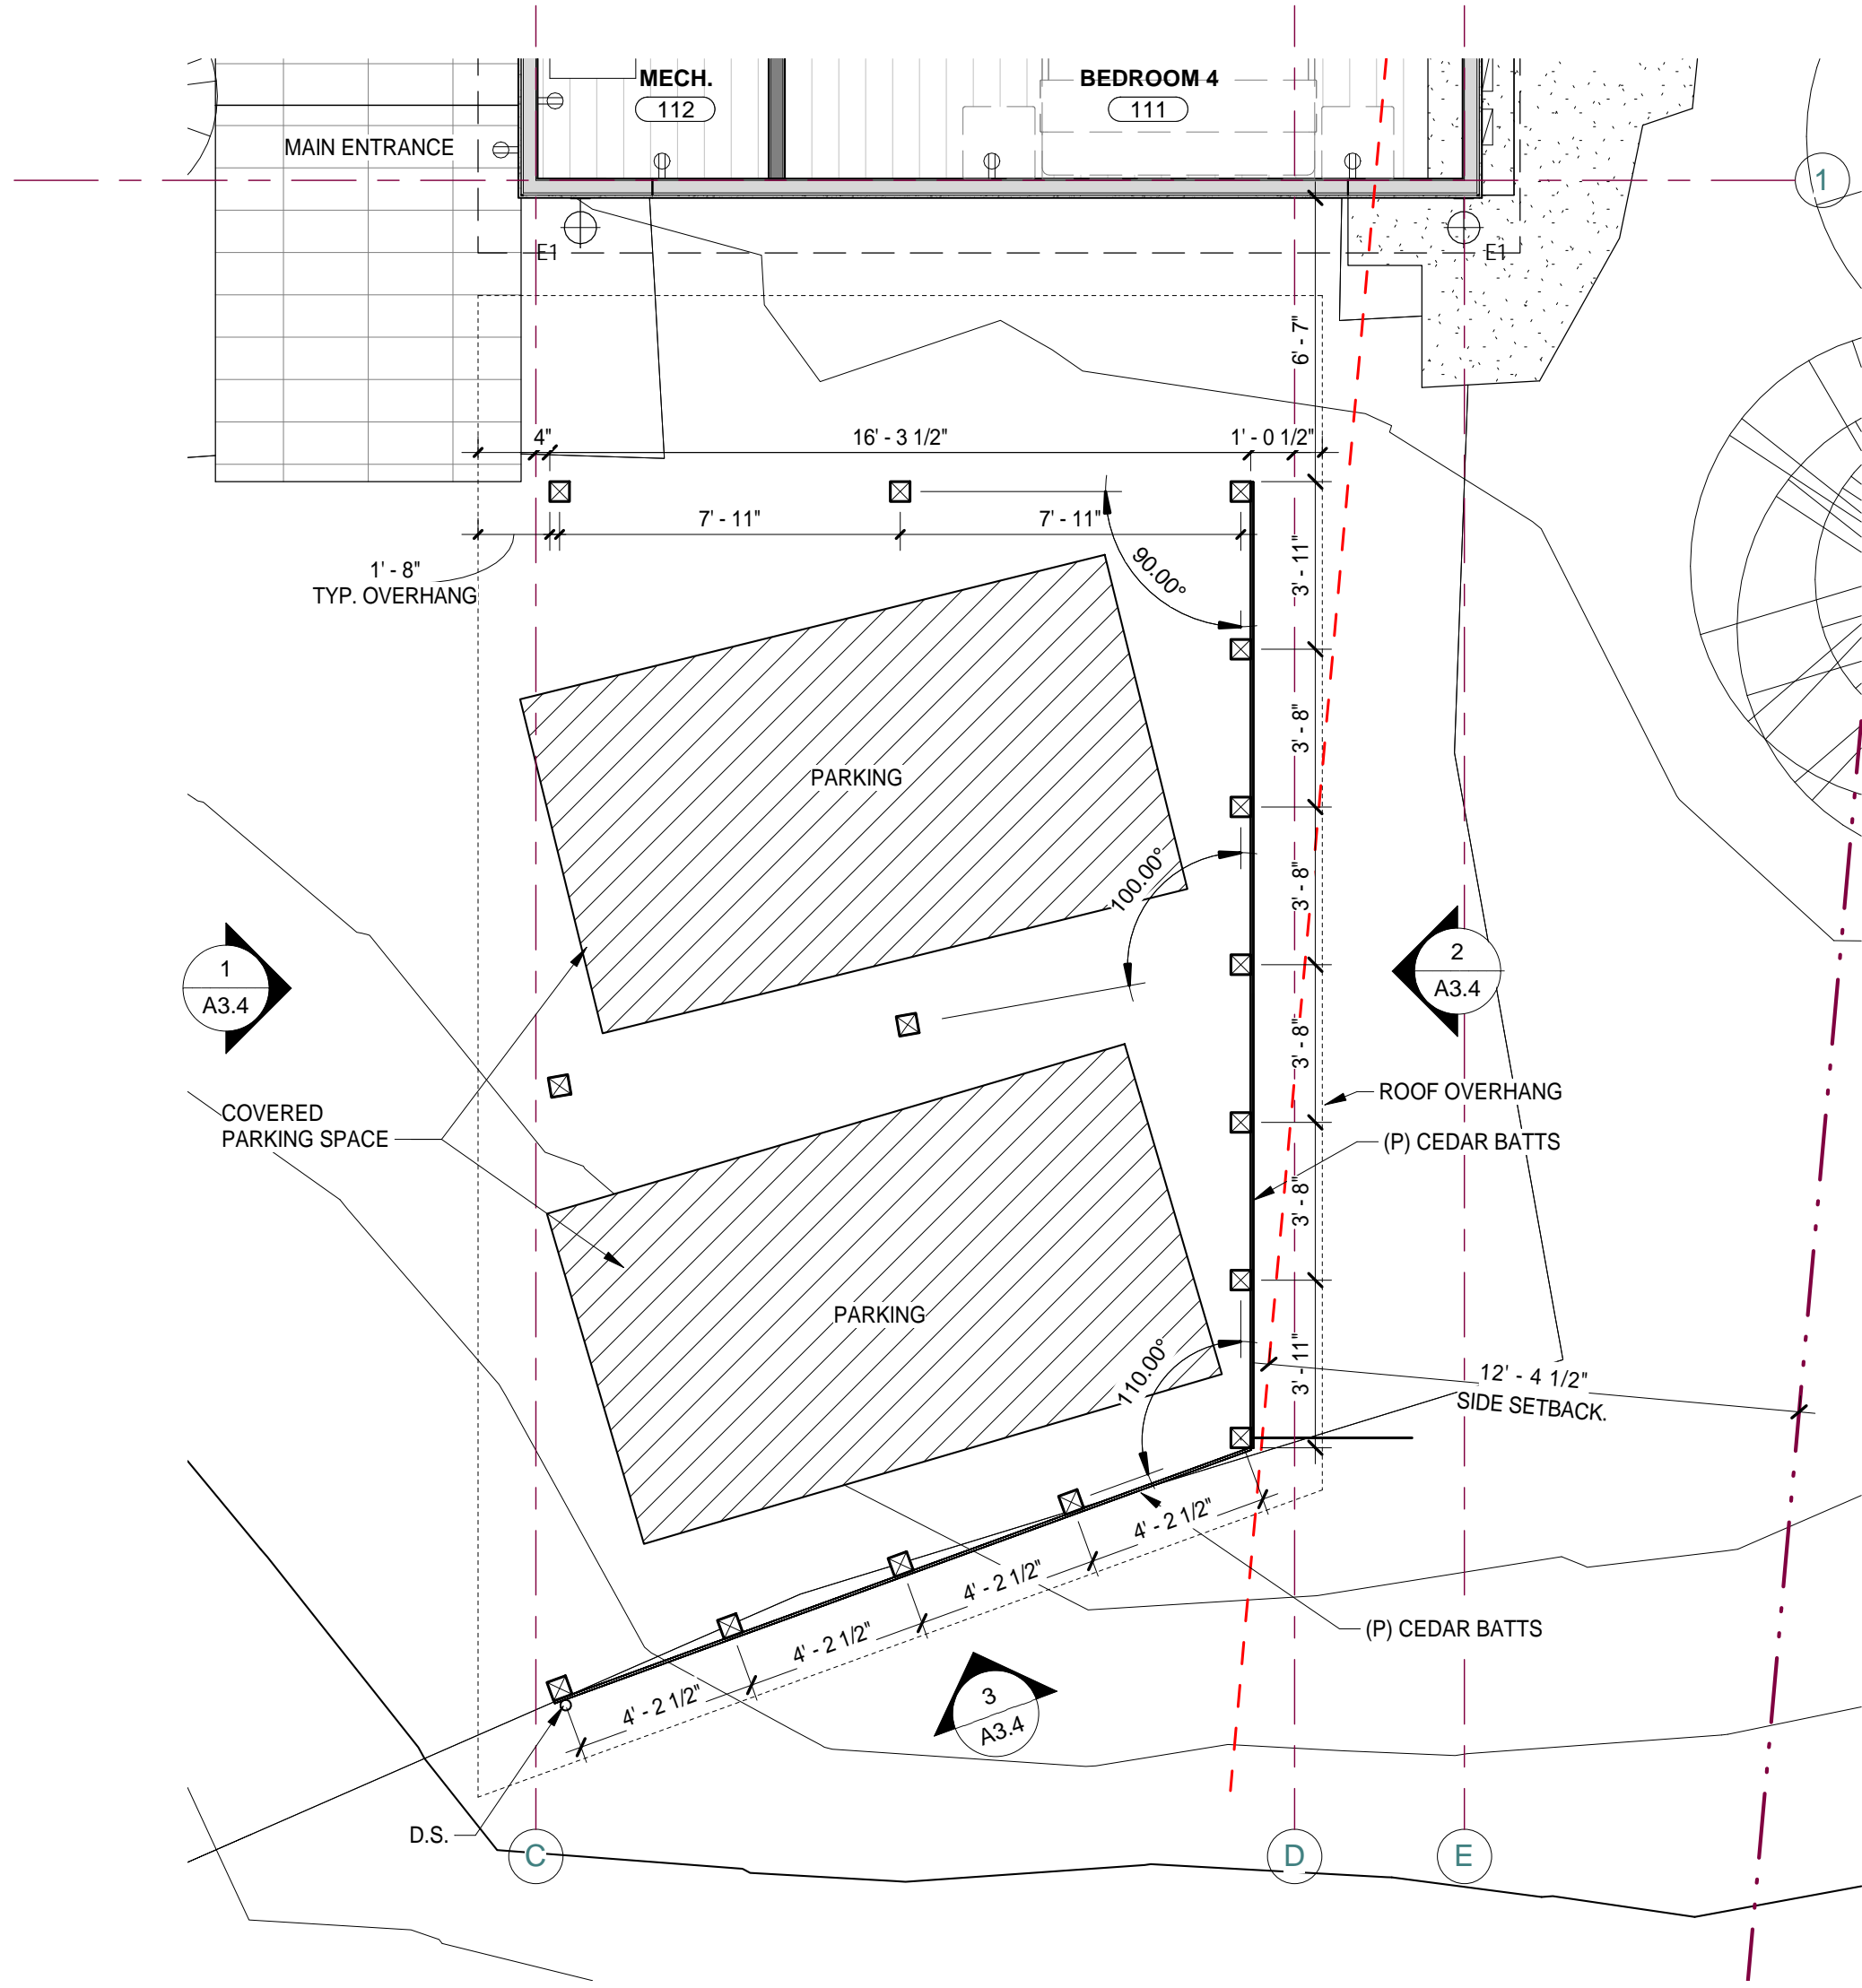 MECH.
112
BEDROOM 4
111
MAIN ENTRANCE
1
E1
E1
6' - 7"
4"
16' - 3 1/2"
1' - 0 1/2"
7' - 11"
7' - 11"
1' - 8"
TYP. OVERHANG
90.00°
3' - 11"
3' - 8"
PARKING
100.00°
3' - 8"
1
A3.4
2
A3.4
3' - 8"
ROOF OVERHANG
COVERED
PARKING SPACE
(P) CEDAR BATTS
3' - 8"
PARKING
110.00°
3' - 11"
12' - 4 1/2"
SIDE SETBACK.
4' - 2 1/2"
4' - 2 1/2"
4' - 2 1/2"
4' - 2 1/2"
(P) CEDAR BATTS
3
A3.4
D.S.
C
D
E